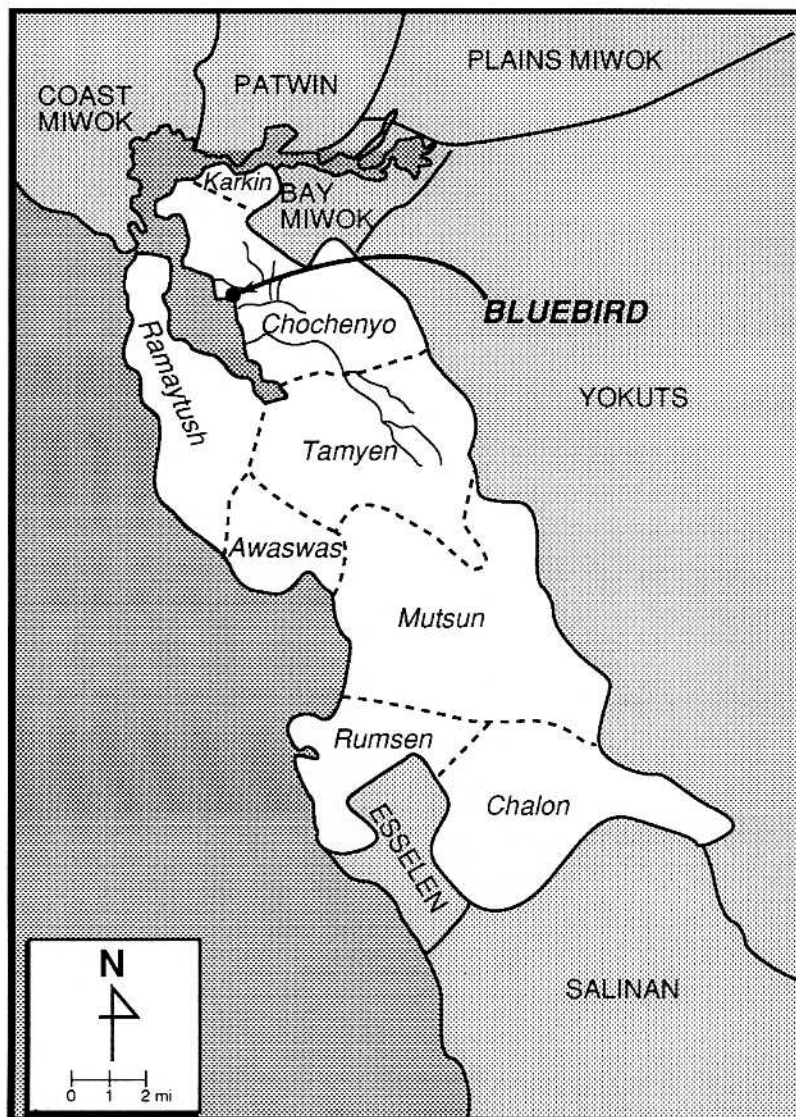 PLAINS MIWOK
PATWIN
COAST
MIWOK
Karkin
BAY
MIWOK
BLUEBIRD
Chochenyo
Ramaytush
YOKUTS
Tamyen
Awaswas
Mutsun
Rumsen
Chalon
ESSELEN
N
SALINAN
0 1 2 mi